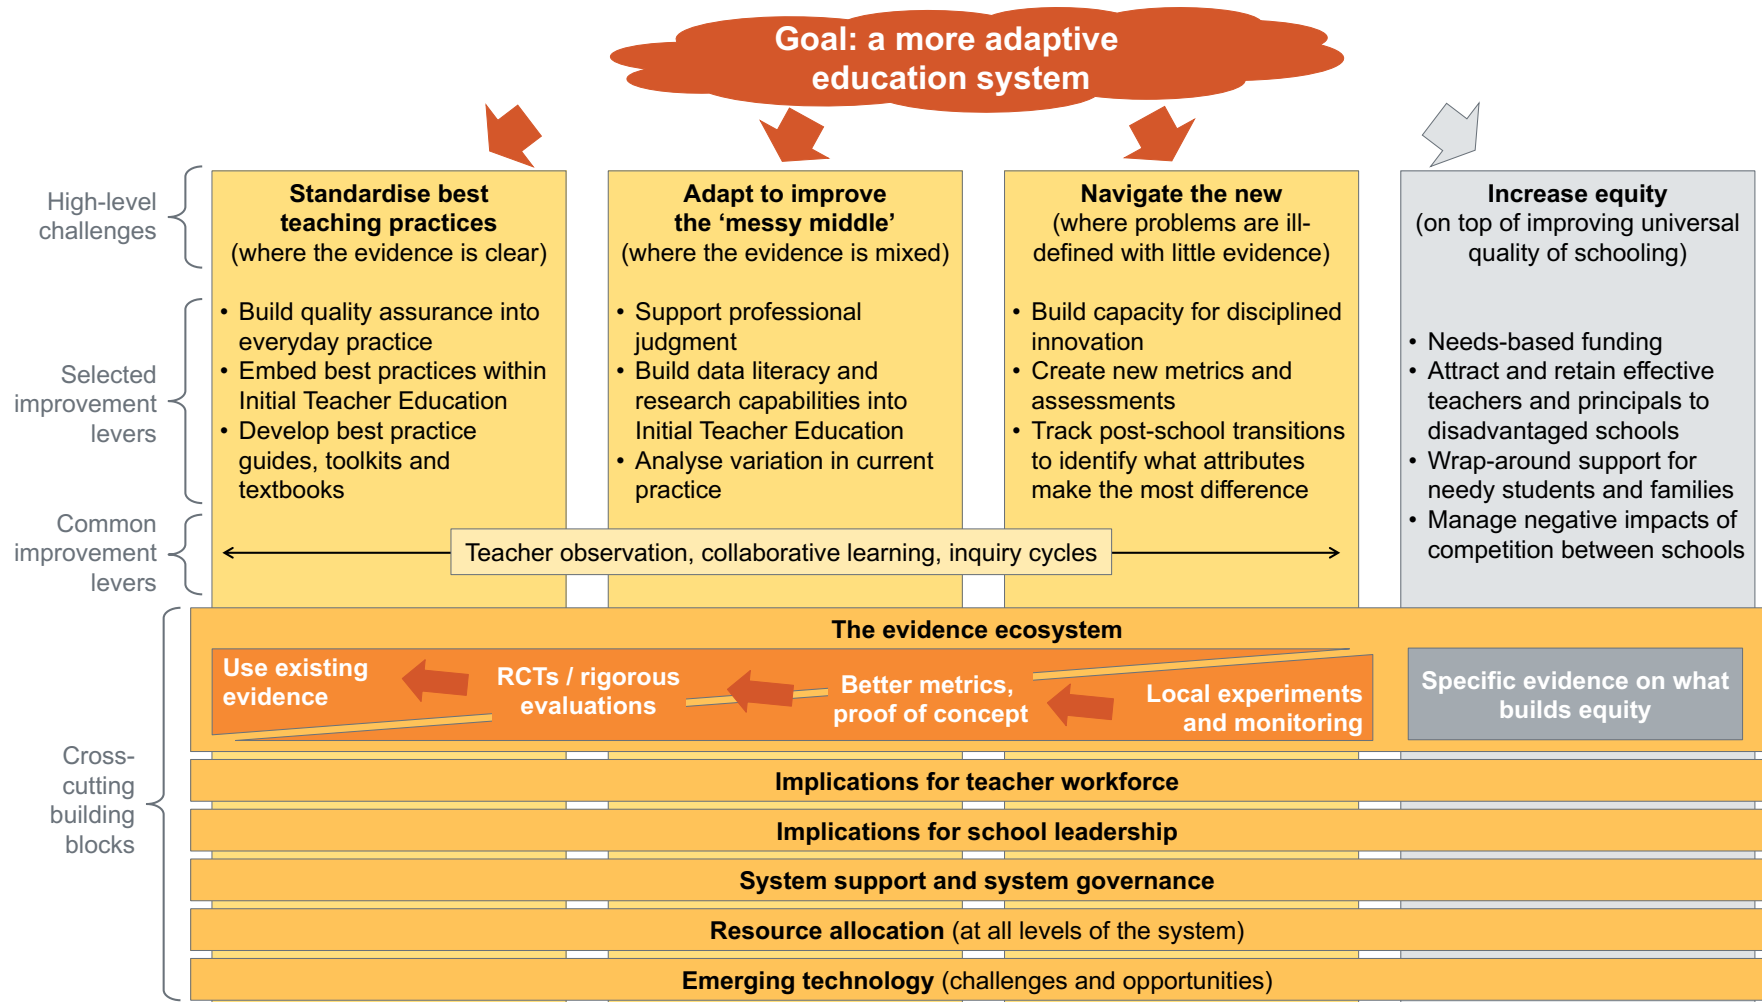 Goal: a more adaptive
education system
High-level
challenges
Standardise best
teaching practices
(where the evidence is clear)
Adapt to improve
the ‘messy middle’
(where the evidence is mixed)
Navigate the new
(where problems are ill-
defined with little evidence)
Increase equity
(on top of improving universal
quality of schooling)
Selected
improvement
levers
• Build quality assurance into
everyday practice
• Embed best practices within
Initial Teacher Education
• Develop best practice
guides, toolkits and
textbooks
• Support professional
judgment
• Build data literacy and
research capabilities into
Initial Teacher Education
• Analyse variation in current
practice
• Build capacity for disciplined
innovation
• Create new metrics and
assessments
• Track post-school transitions
to identify what attributes
make the most difference
• Needs-based funding
• Attract and retain effective
teachers and principals to
disadvantaged schools
• Wrap-around support for
needy students and families
• Manage negative impacts of
competition between schools
Common
improvement
levers
Teacher observation, collaborative learning, inquiry cycles
Cross-
cutting
building
blocks
The evidence ecosystem
Use existing
evidence
RCTs / rigorous
evaluations
Better metrics,
proof of concept
Local experiments
and monitoring
Specific evidence on what
builds equity
Implications for teacher workforce
Implications for school leadership
System support and system governance
Resource allocation (at all levels of the system)
Emerging technology (challenges and opportunities)